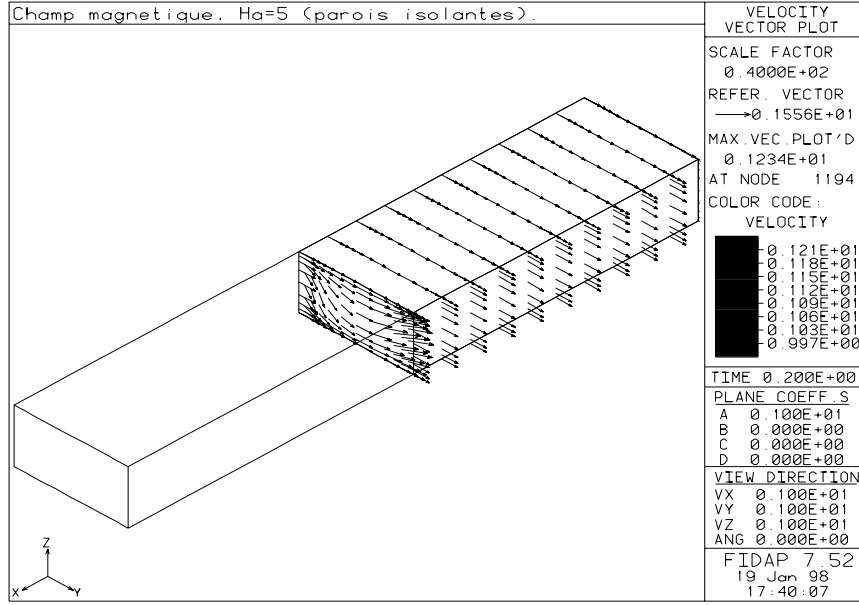 Champ magnetique. Ha=5 (parois isolantes).
VELOCITY
VECTOR PLOT
SCALE FACTOR
0.4000E+02
REFER. VECTOR
0.1556E+01
MAX.VEC.PLOT'D
0.1234E+01
AT NODE 1194
COLOR CODE:
VELOCITY
0.121E+01
0.118E+01
0.115E+01
0.112E+01
0.109E+01
0.106E+01
0.103E+01
0.997E+00
TIME 0.200E+00
PLANE COEFF.S
A 0.100E+01
B 0.000E+00
C 0.000E+00
D 0.000E+00
VIEW DIRECTION
VX 0.100E+01
VY 0.100E+01
VZ 0.100E+01
ANG 0.000E+00
FIDAP 7.52
19 Jan 98
17:40:07
Z
X Y